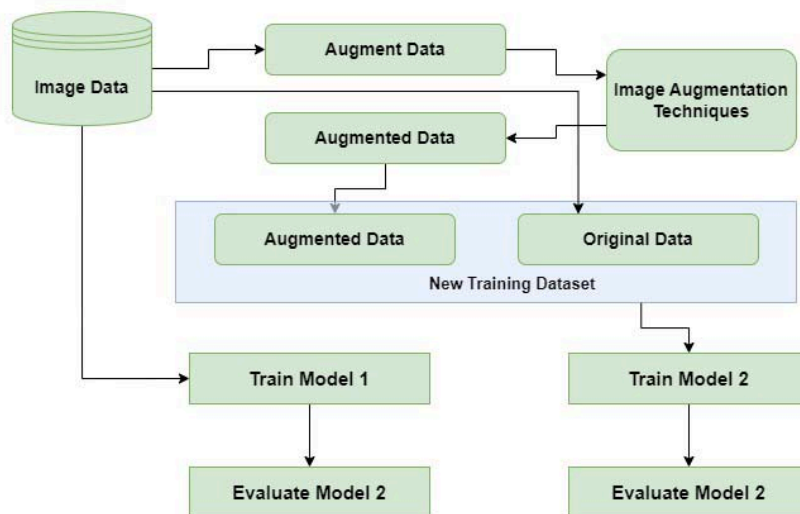 Image Data
Augment Data
Image Augmentation
Techniques
Augmented Data
Augmented Data
Original Data
New Training Dataset
Train Model 1
Train Model 2
Evaluate Model 2
Evaluate Model 2